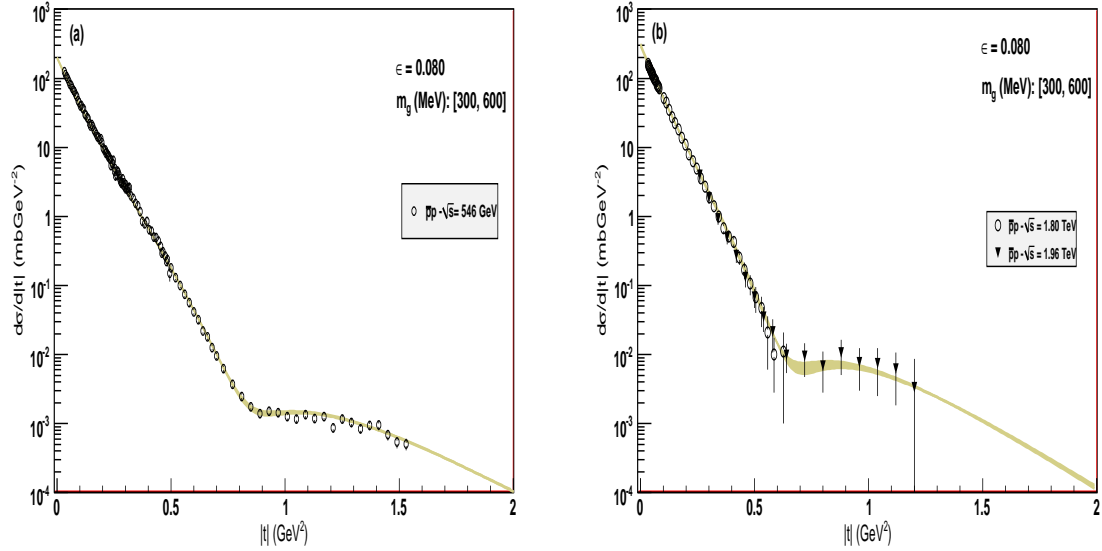 (a)
ϵ = 0.080
m_g (MeV): [300, 600]
p̅p - √s= 546 GeV
dσ/d|t| (mbGeV⁻²)
10³
10²
10
1
10⁻¹
10⁻²
10⁻³
10⁻⁴
0 0.5 1 1.5 2
|t| (GeV²)
(b)
ϵ = 0.080
m_g (MeV): [300, 600]
p̅p - √s = 1.80 TeV
p̅p - √s = 1.96 TeV
dσ/d|t| (mbGeV⁻²)
10³
10²
10
1
10⁻¹
10⁻²
10⁻³
10⁻⁴
0 0.5 1 1.5 2
|t| (GeV²)